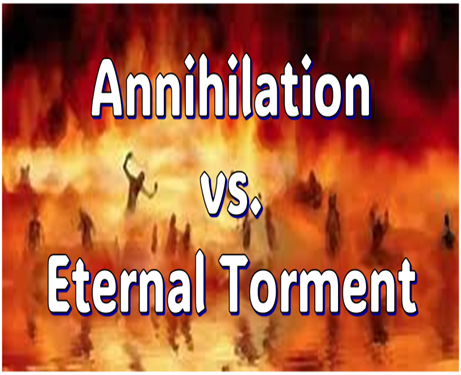 Annihilation
vs.
Eternal Torment